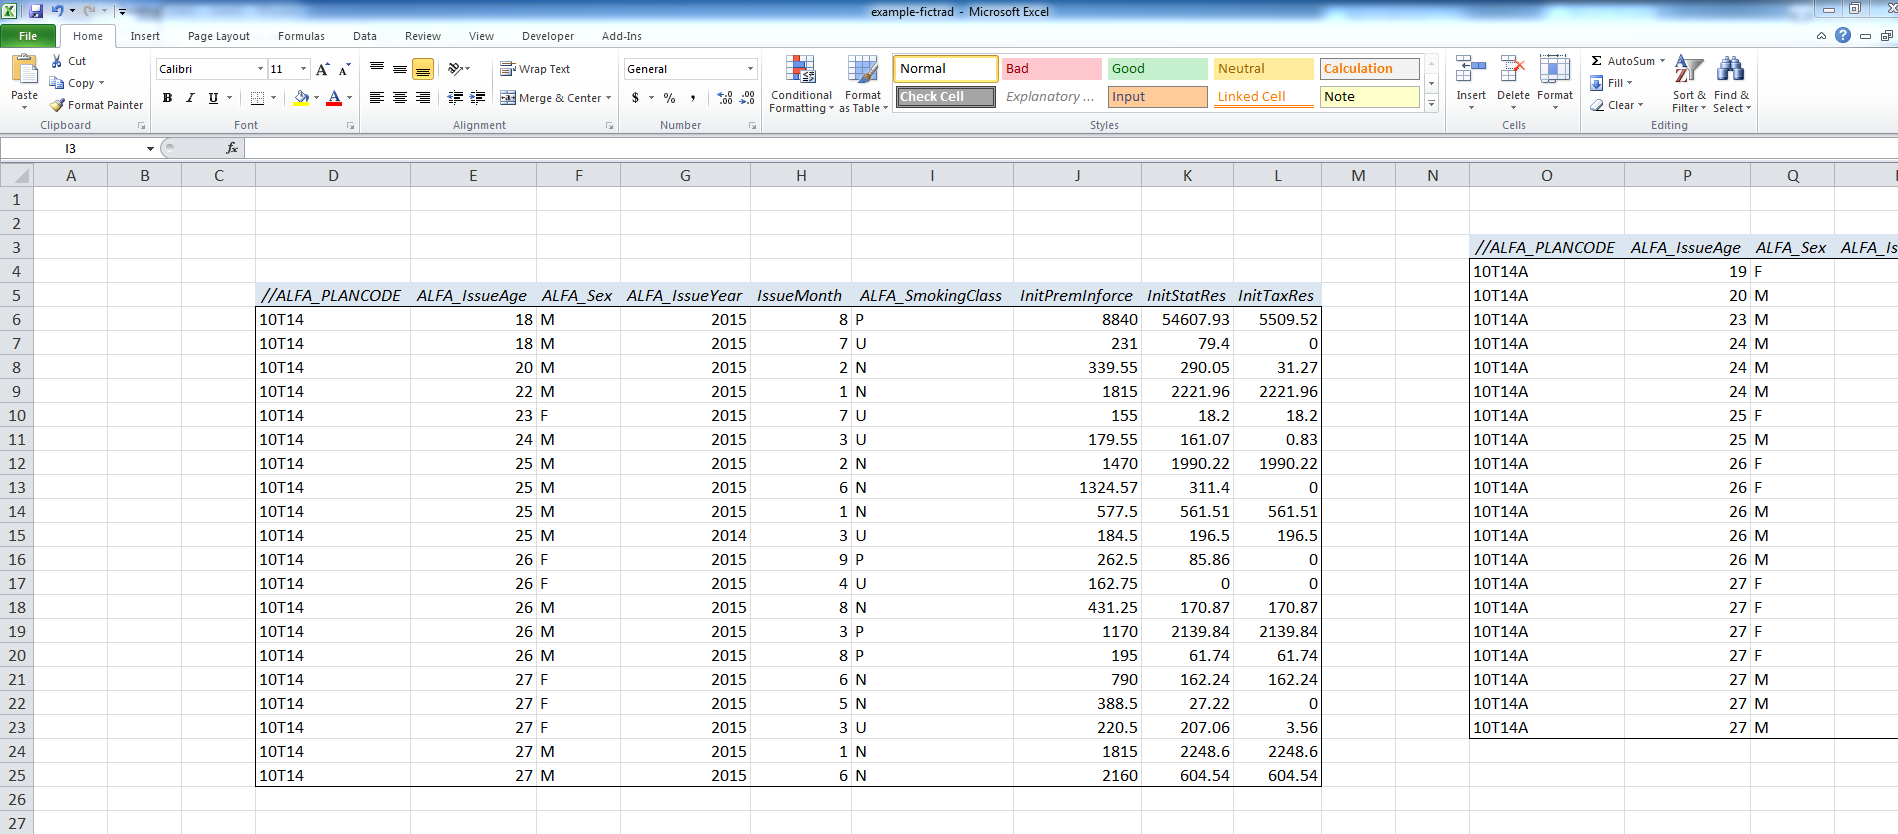 example-fictrad - Microsoft Excel
File Home Insert Page Layout Formulas Data Review View Developer Add-Ins
Paste Cut Copy Format Painter
Calibri 11
B I U
Wrap Text
Merge & Center
General
$ % ,
Conditional Formatting
Format as Table
Normal Bad Good Neutral Calculation
Check Cell Explanatory ... Input Linked Cell Note
Insert Delete Format
Σ AutoSum
Fill
Clear
Sort & Filter
Find & Select
Clipboard Font Alignment Number Styles Cells Editing
I3 fx
A B C D E F G H I J K L M N O P Q
1
2
3 //ALFA_PLANCODE ALFA_IssueAge ALFA_Sex ALFA_Is
4 10T14A 19 F
5 //ALFA_PLANCODE ALFA_IssueAge ALFA_Sex ALFA_IssueYear IssueMonth ALFA_SmokingClass InitPremInforce InitStatRes InitTaxRes 10T14A 20 M
6 10T14 18 M 2015 8 P 8840 54607.93 5509.52 10T14A 23 M
7 10T14 18 M 2015 7 U 231 79.4 0 10T14A 24 M
8 10T14 20 M 2015 2 N 339.55 290.05 31.27 10T14A 24 M
9 10T14 22 M 2015 1 N 1815 2221.96 2221.96 10T14A 24 M
10 10T14 23 F 2015 7 U 155 18.2 18.2 10T14A 25 F
11 10T14 24 M 2015 3 U 179.55 161.07 0.83 10T14A 25 M
12 10T14 25 M 2015 2 N 1470 1990.22 1990.22 10T14A 26 F
13 10T14 25 M 2015 6 N 1324.57 311.4 0 10T14A 26 F
14 10T14 25 M 2015 1 N 577.5 561.51 561.51 10T14A 26 M
15 10T14 25 M 2014 3 U 184.5 196.5 196.5 10T14A 26 M
16 10T14 26 F 2015 9 P 262.5 85.86 0 10T14A 26 M
17 10T14 26 F 2015 4 U 162.75 0 0 10T14A 27 F
18 10T14 26 M 2015 8 N 431.25 170.87 170.87 10T14A 27 F
19 10T14 26 M 2015 3 P 1170 2139.84 2139.84 10T14A 27 F
20 10T14 26 M 2015 8 P 195 61.74 61.74 10T14A 27 F
21 10T14 27 F 2015 6 N 790 162.24 162.24 10T14A 27 M
22 10T14 27 F 2015 5 N 388.5 27.22 0 10T14A 27 M
23 10T14 27 F 2015 3 U 220.5 207.06 3.56 10T14A 27 M
24 10T14 27 M 2015 1 N 1815 2248.6 2248.6
25 10T14 27 M 2015 6 N 2160 604.54 604.54
26
27